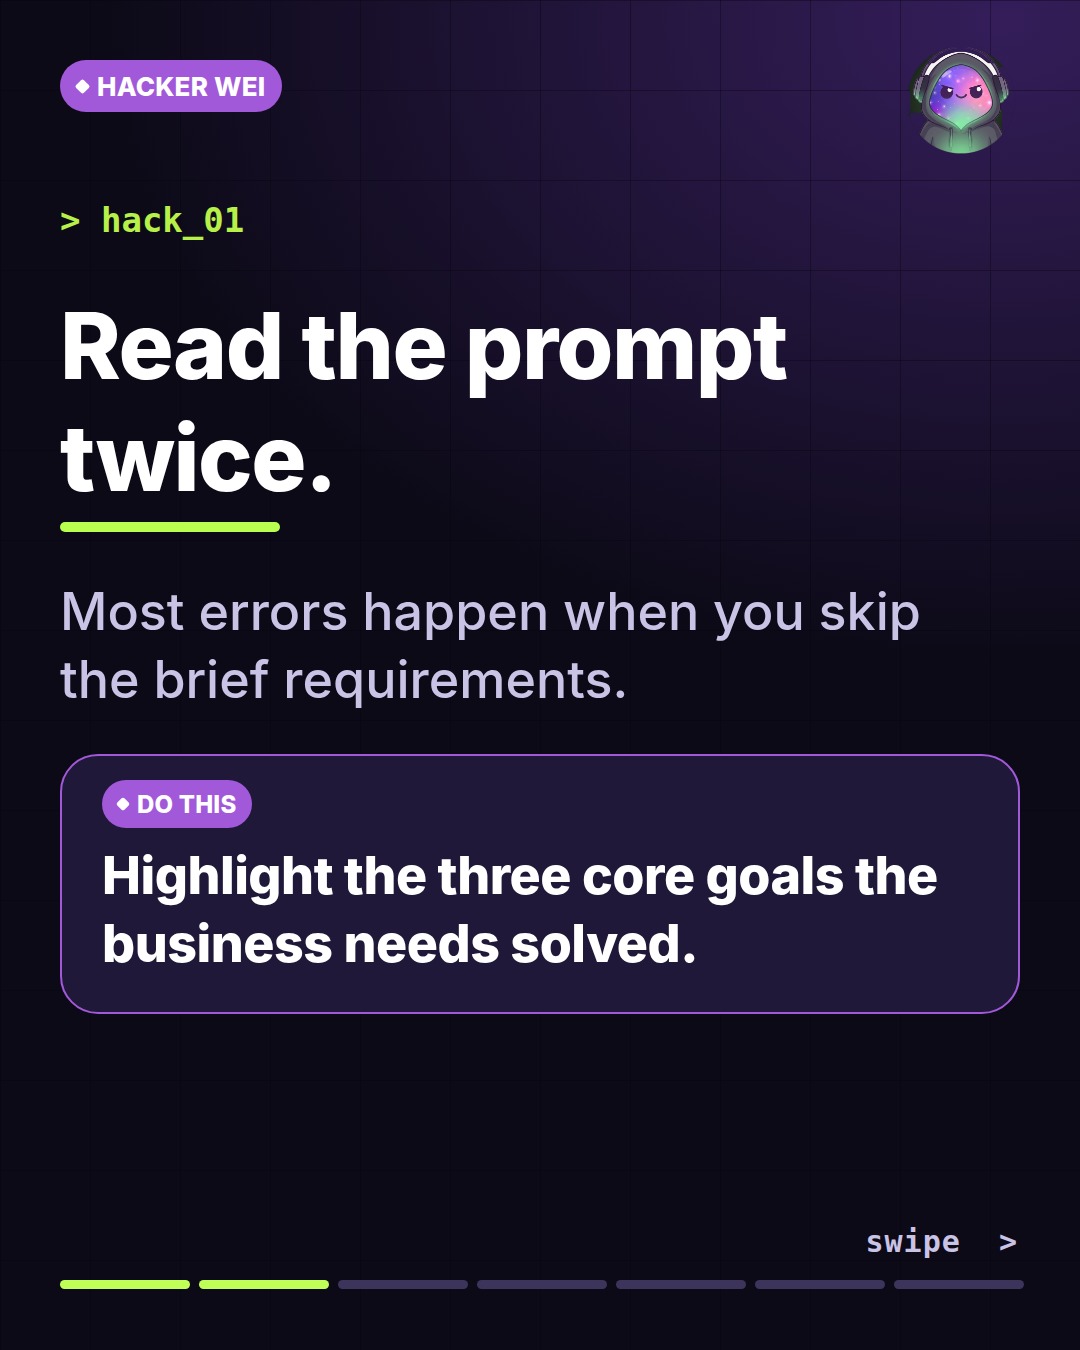 HACKER WEI
> hack_01
Read the prompt
twice.
Most errors happen when you skip
the brief requirements.
DO THIS
Highlight the three core goals the
business needs solved.
swipe >